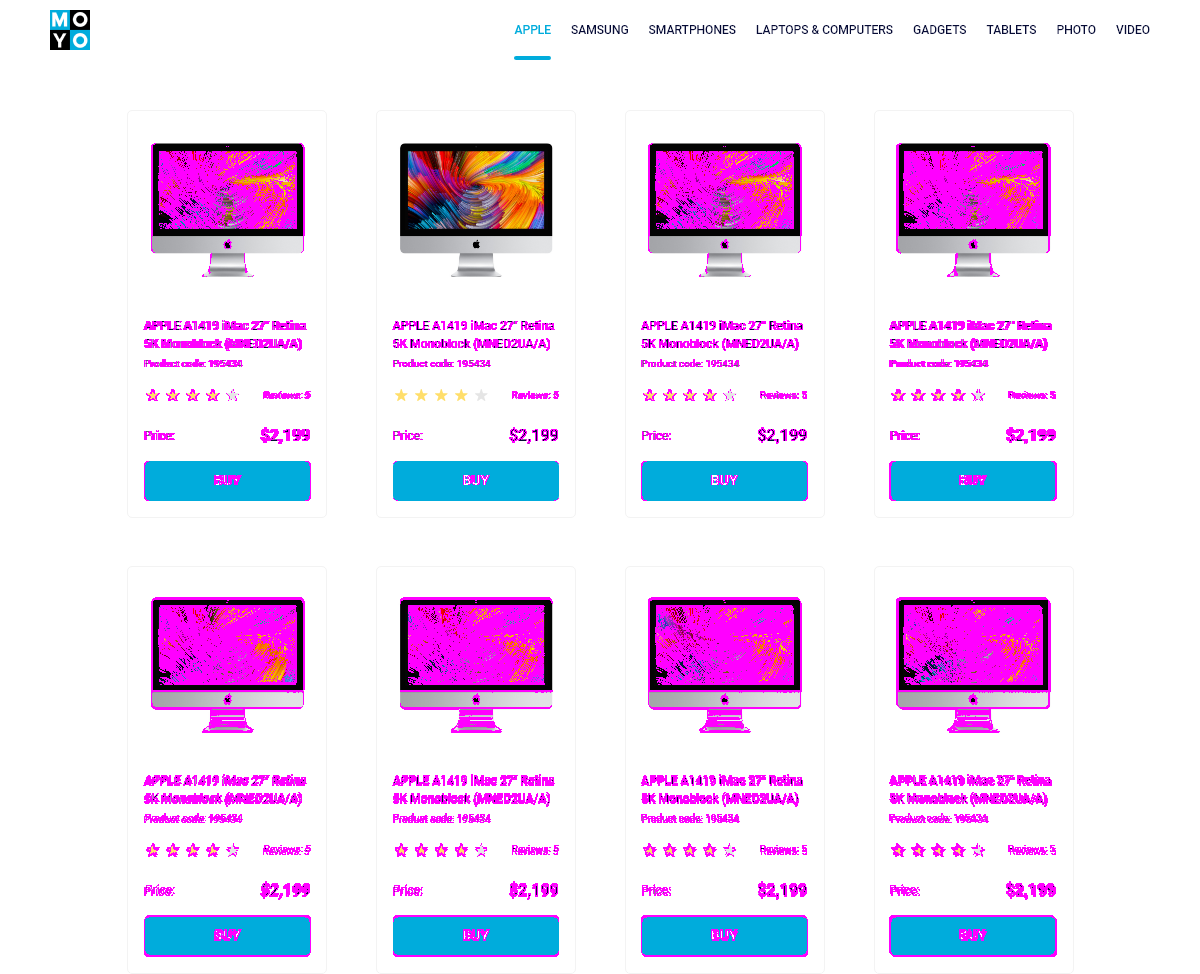 MO
YO
APPLE SAMSUNG SMARTPHONES LAPTOPS & COMPUTERS GADGETS TABLETS PHOTO VIDEO
APPLE A1419 iMac 27" Retina
5K Monoblock (MNED2UA/A)
Product code: 195434
Reviews: 5
Price: $2,199
BUY
APPLE A1419 iMac 27" Retina
5K Monoblock (MNED2UA/A)
Product code: 195434
Reviews: 5
Price: $2,199
BUY
APPLE A1419 iMac 27" Retina
5K Monoblock (MNED2UA/A)
Product code: 195434
Reviews: 5
Price: $2,199
BUY
APPLE A1419 iMac 27" Retina
5K Monoblock (MNED2UA/A)
Product code: 195434
Reviews: 5
Price: $2,199
BUY
APPLE A1419 iMac 27" Retina
5K Monoblock (MNED2UA/A)
Product code: 195434
Reviews: 5
Price: $2,199
BUY
APPLE A1419 iMac 27" Retina
5K Monoblock (MNED2UA/A)
Product code: 195434
Reviews: 5
Price: $2,199
BUY
APPLE A1419 iMac 27" Retina
5K Monoblock (MNED2UA/A)
Product code: 195434
Reviews: 5
Price: $2,199
BUY
APPLE A1419 iMac 27" Retina
5K Monoblock (MNED2UA/A)
Product code: 195434
Reviews: 5
Price: $2,199
BUY